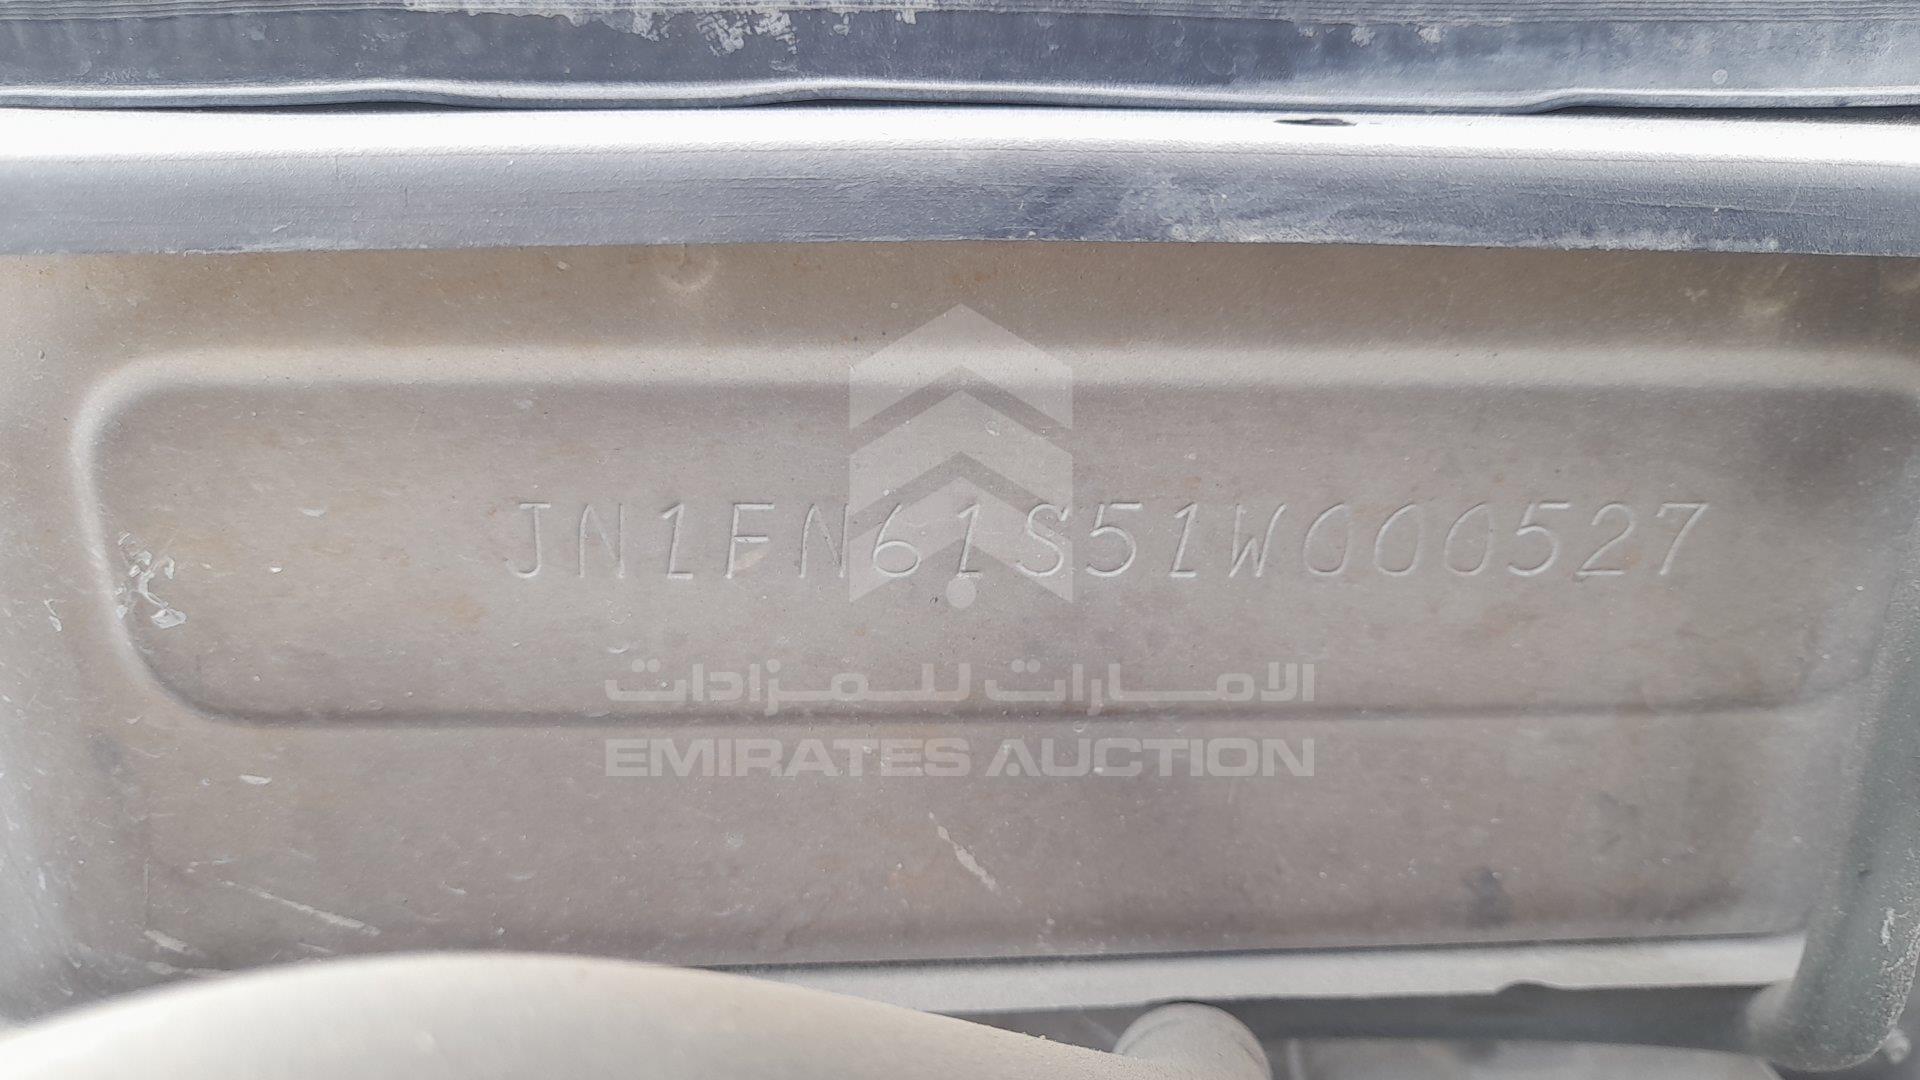 JN1FN61S51W000527
الامارات للمزادات
EMIRATES AUCTION